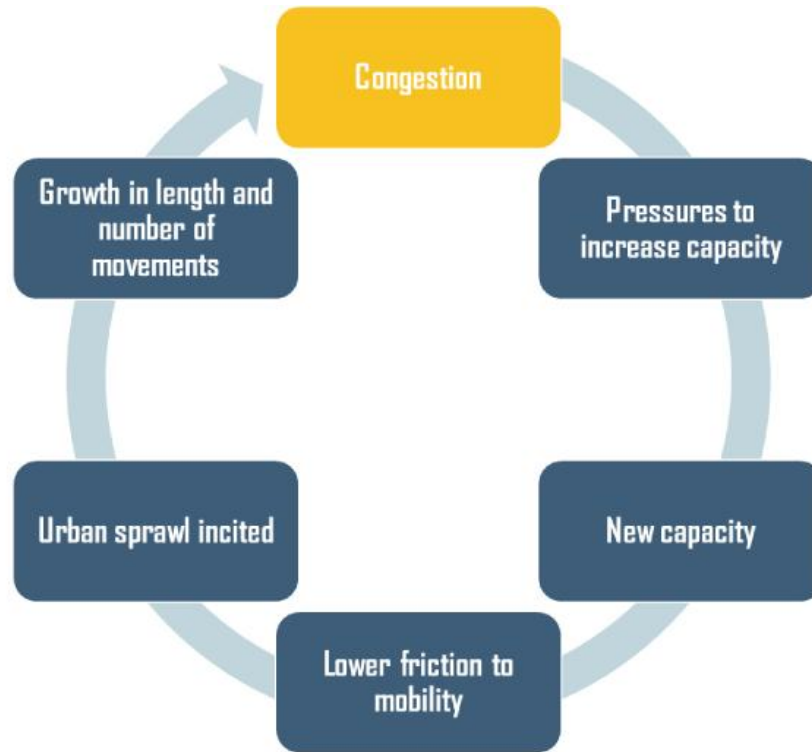 Congestion
Pressures to
increase capacity
New capacity
Lower friction to
mobility
Urban sprawl incited
Growth in length and
number of
movements